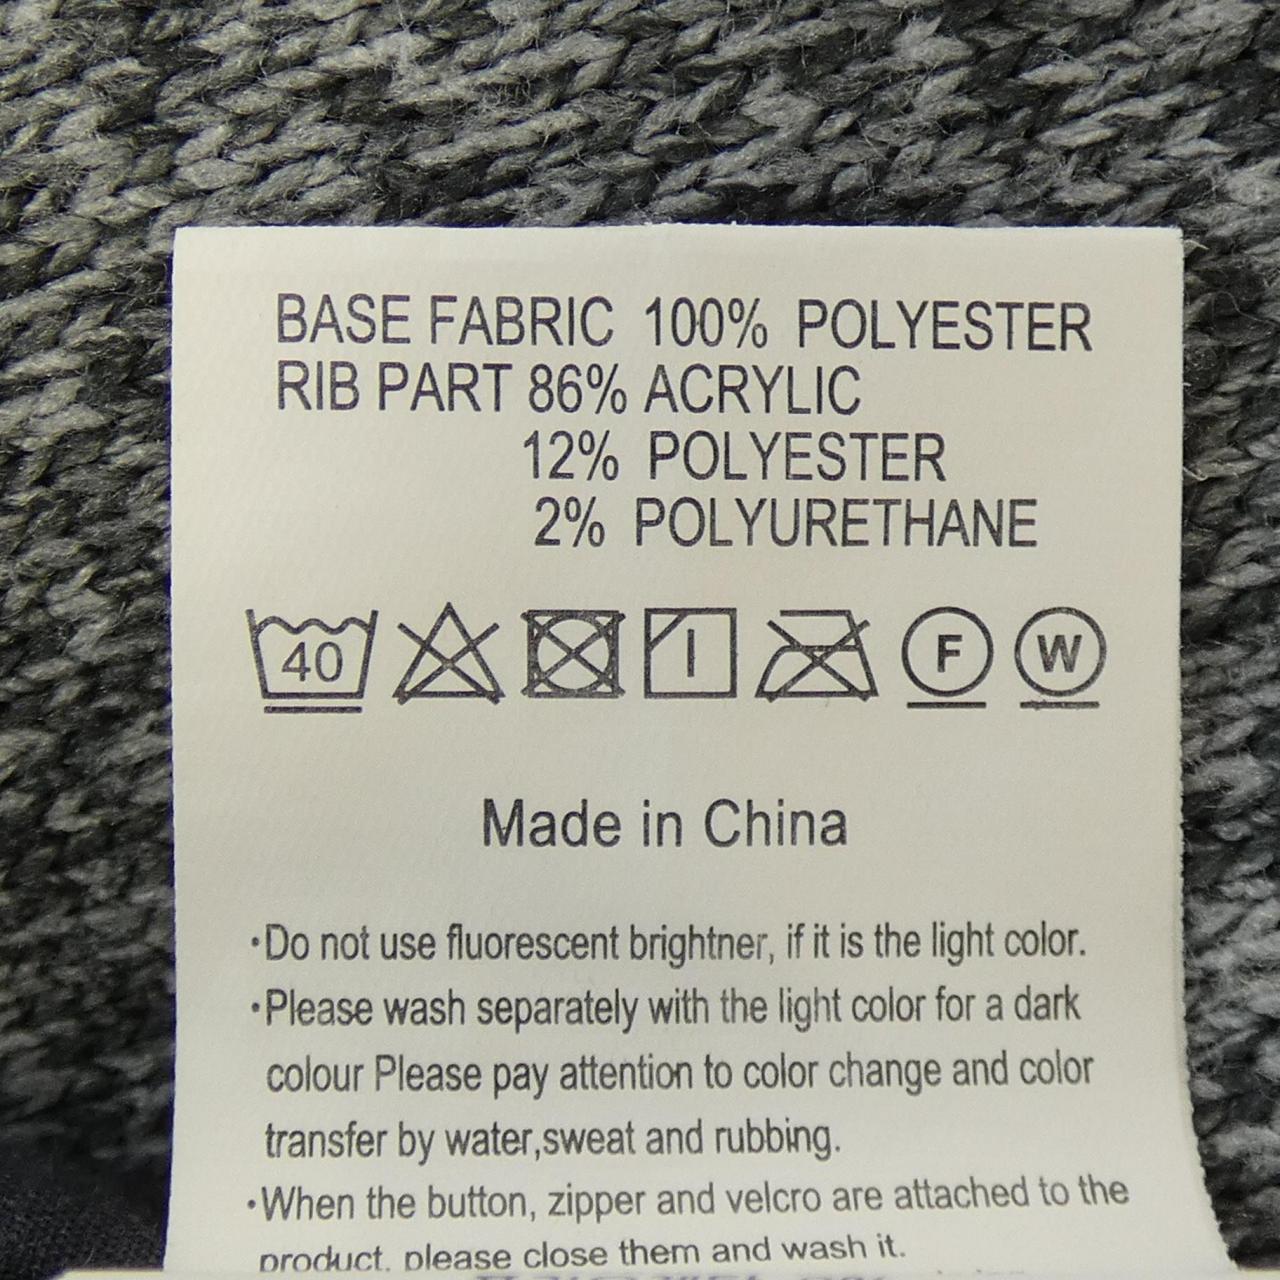 BASE FABRIC 100% POLYESTER
RIB PART 86% ACRYLIC
12% POLYESTER
2% POLYURETHANE
40 I F W
Made in China
·Do not use fluorescent brightner, if it is the light color.
·Please wash separately with the light color for a dark
colour Please pay attention to color change and color
transfer by water,sweat and rubbing.
·When the button, zipper and velcro are attached to the
product, please close them and wash it.